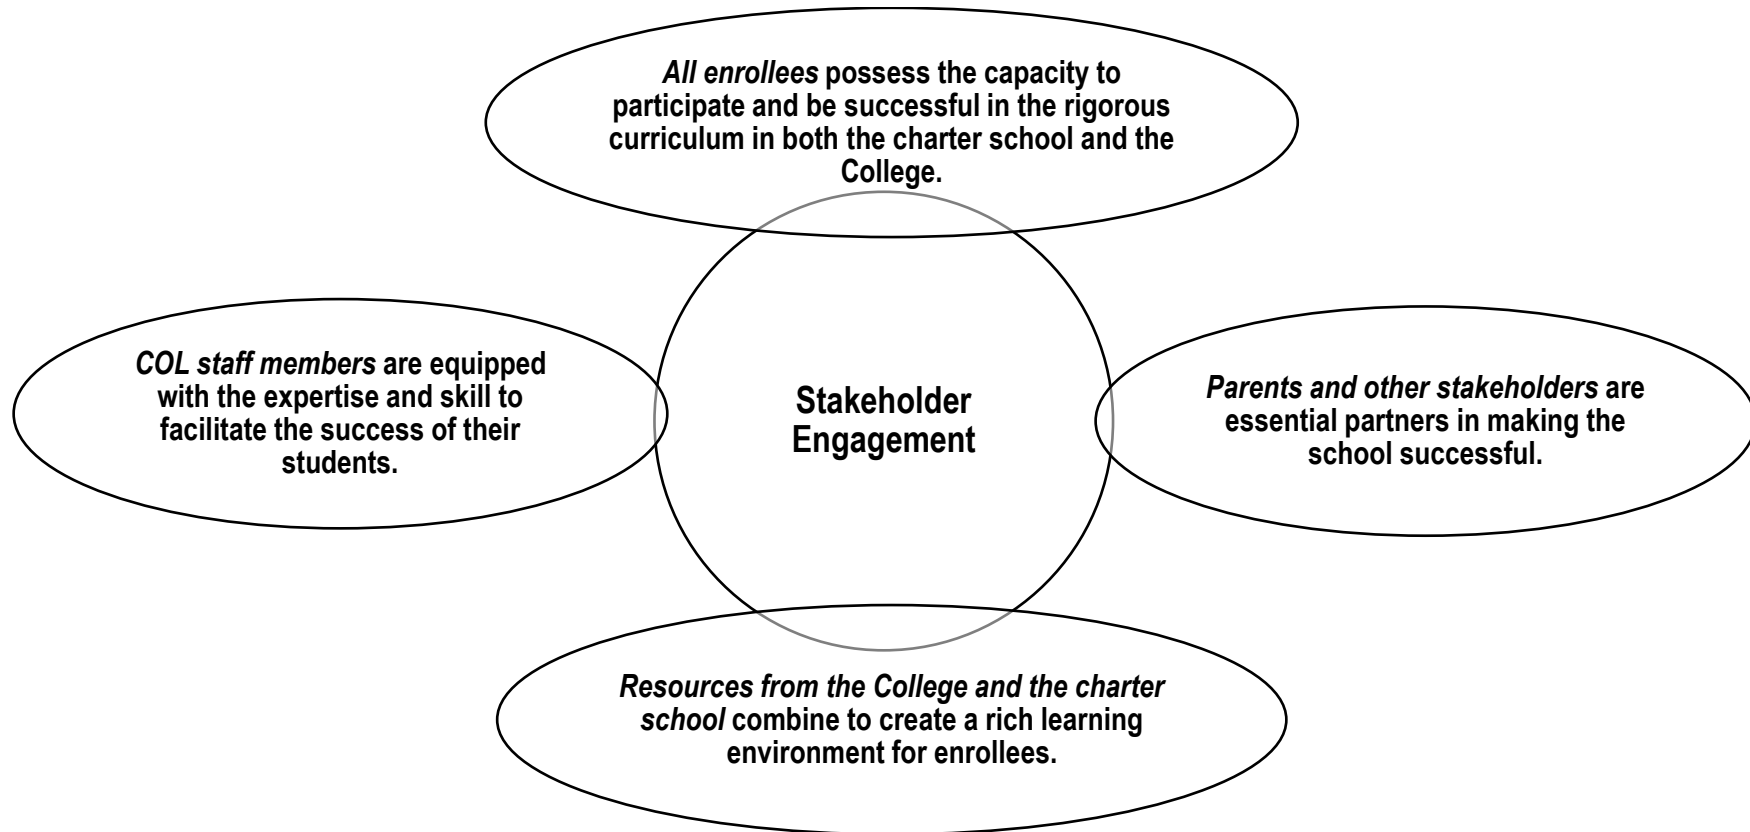 All enrollees possess the capacity to
participate and be successful in the rigorous
curriculum in both the charter school and the
College.
COL staff members are equipped
with the expertise and skill to
facilitate the success of their
students.
Stakeholder
Engagement
Parents and other stakeholders are
essential partners in making the
school successful.
Resources from the College and the charter
school combine to create a rich learning
environment for enrollees.